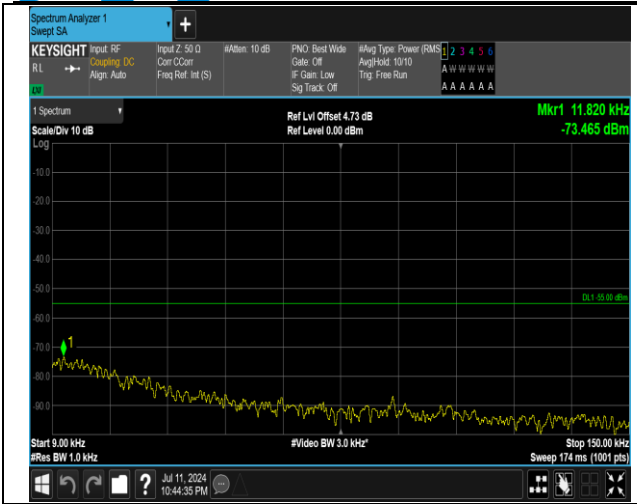 Spectrum Analyzer 1
Swept SA
+
KEYSIGHT
RL
LXI
Input: RF
Coupling: DC
Align: Auto
Input Z: 50 Ω
Corr CCorr
Freq Ref: Int (S)
#Atten: 10 dB
PNO: Best Wide
Gate: Off
IF Gain: Low
Sig Track: Off
#Avg Type: Power (RMS
Avg|Hold: 10/10
Trig: Free Run
1 2 3 4 5 6
A W W W W W
A A A A A A
1 Spectrum
Scale/Div 10 dB
Log
Ref Lvl Offset 4.73 dB
Ref Level 0.00 dBm
Mkr1 11.820 kHz
-73.465 dBm
-10.0
-20.0
-30.0
-40.0
-50.0
DL1 -55.00 dBm
-60.0
-70.0
1
-80.0
-90.0
Start 9.00 kHz
#Res BW 1.0 kHz
#Video BW 3.0 kHz*
Stop 150.00 kHz
Sweep 174 ms (1001 pts)
?
Jul 11, 2024
10:44:35 PM